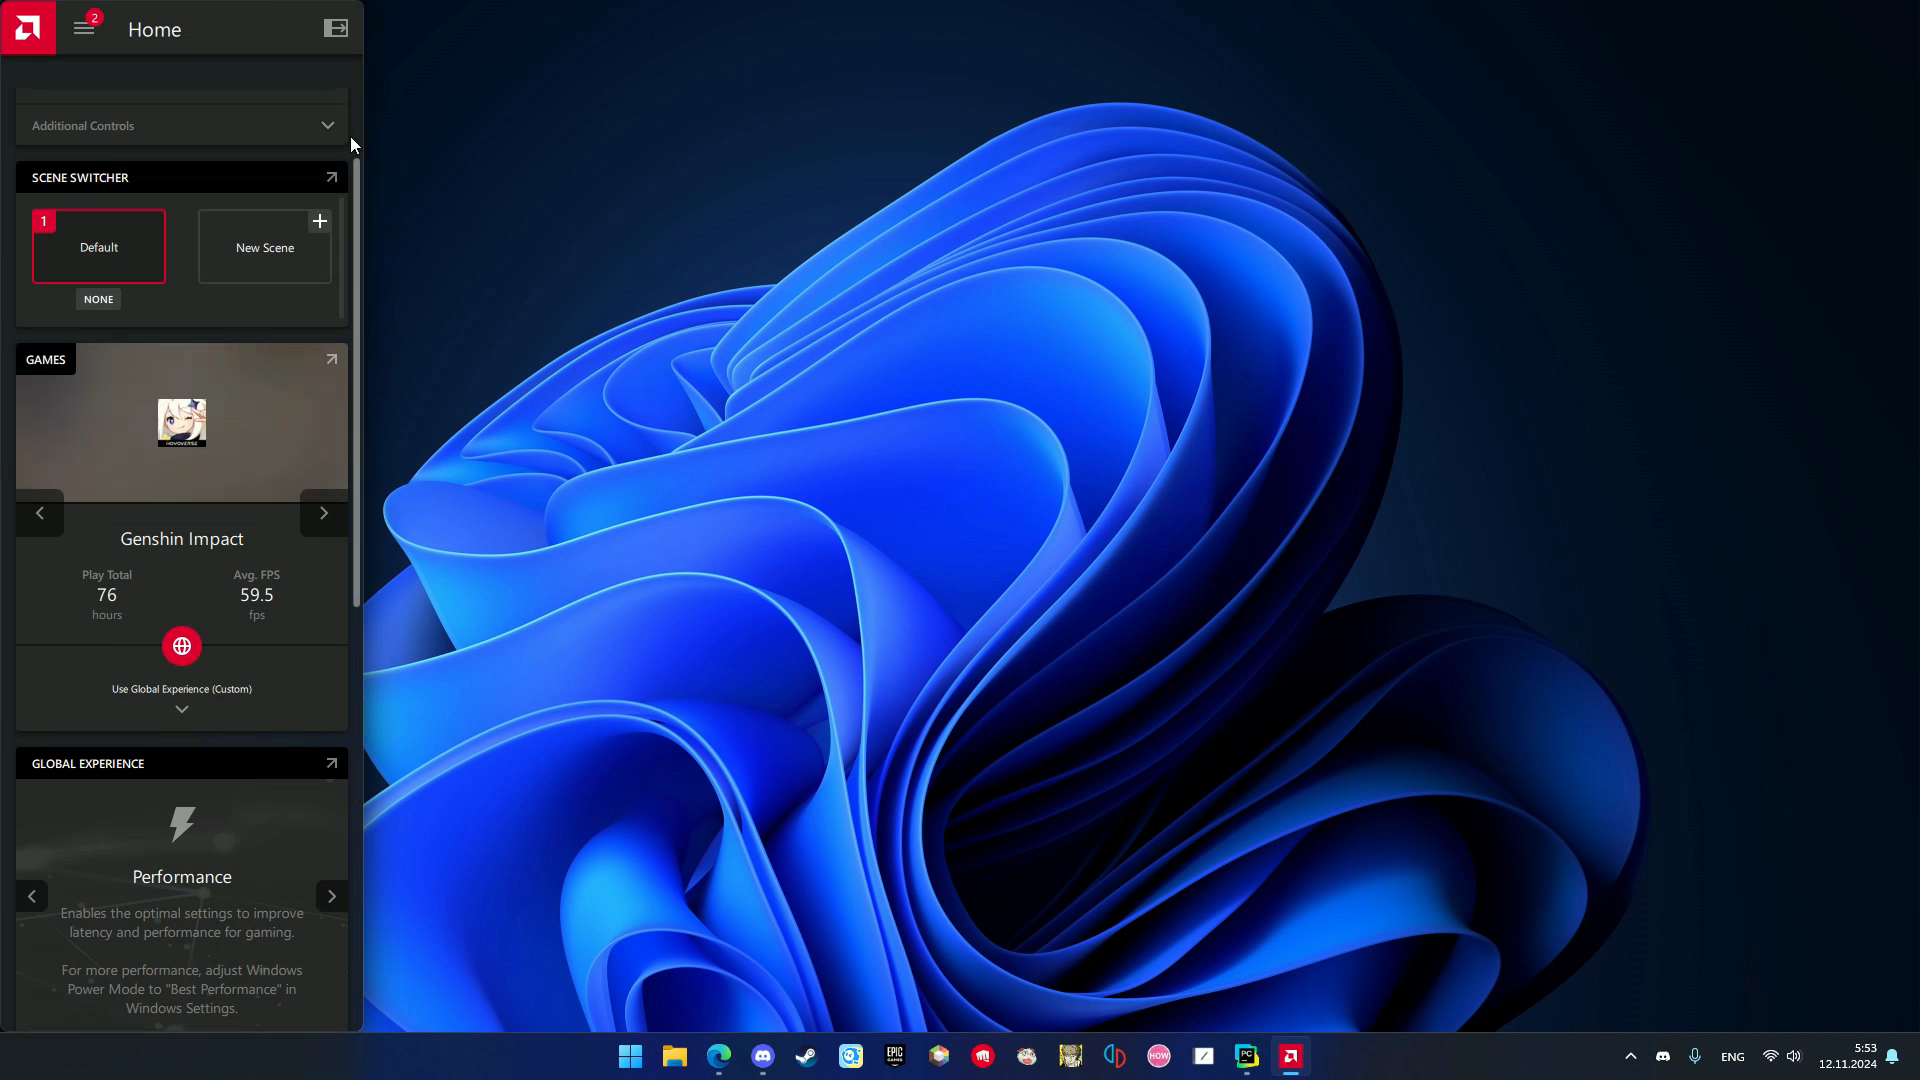 2
Home
Additional Controls
SCENE SWITCHER
1
Default
New Scene
NONE
GAMES
HOYOVERSE
Genshin Impact
Play Total
Avg. FPS
76
59.5
hours
fps
Use Global Experience (Custom)
GLOBAL EXPERIENCE
Performance
Enables the optimal settings to improve
latency and performance for gaming.
For more performance, adjust Windows
Power Mode to "Best Performance" in
Windows Settings.
EPIC
GAMES
HOW
PC
ENG
5:53
12.11.2024